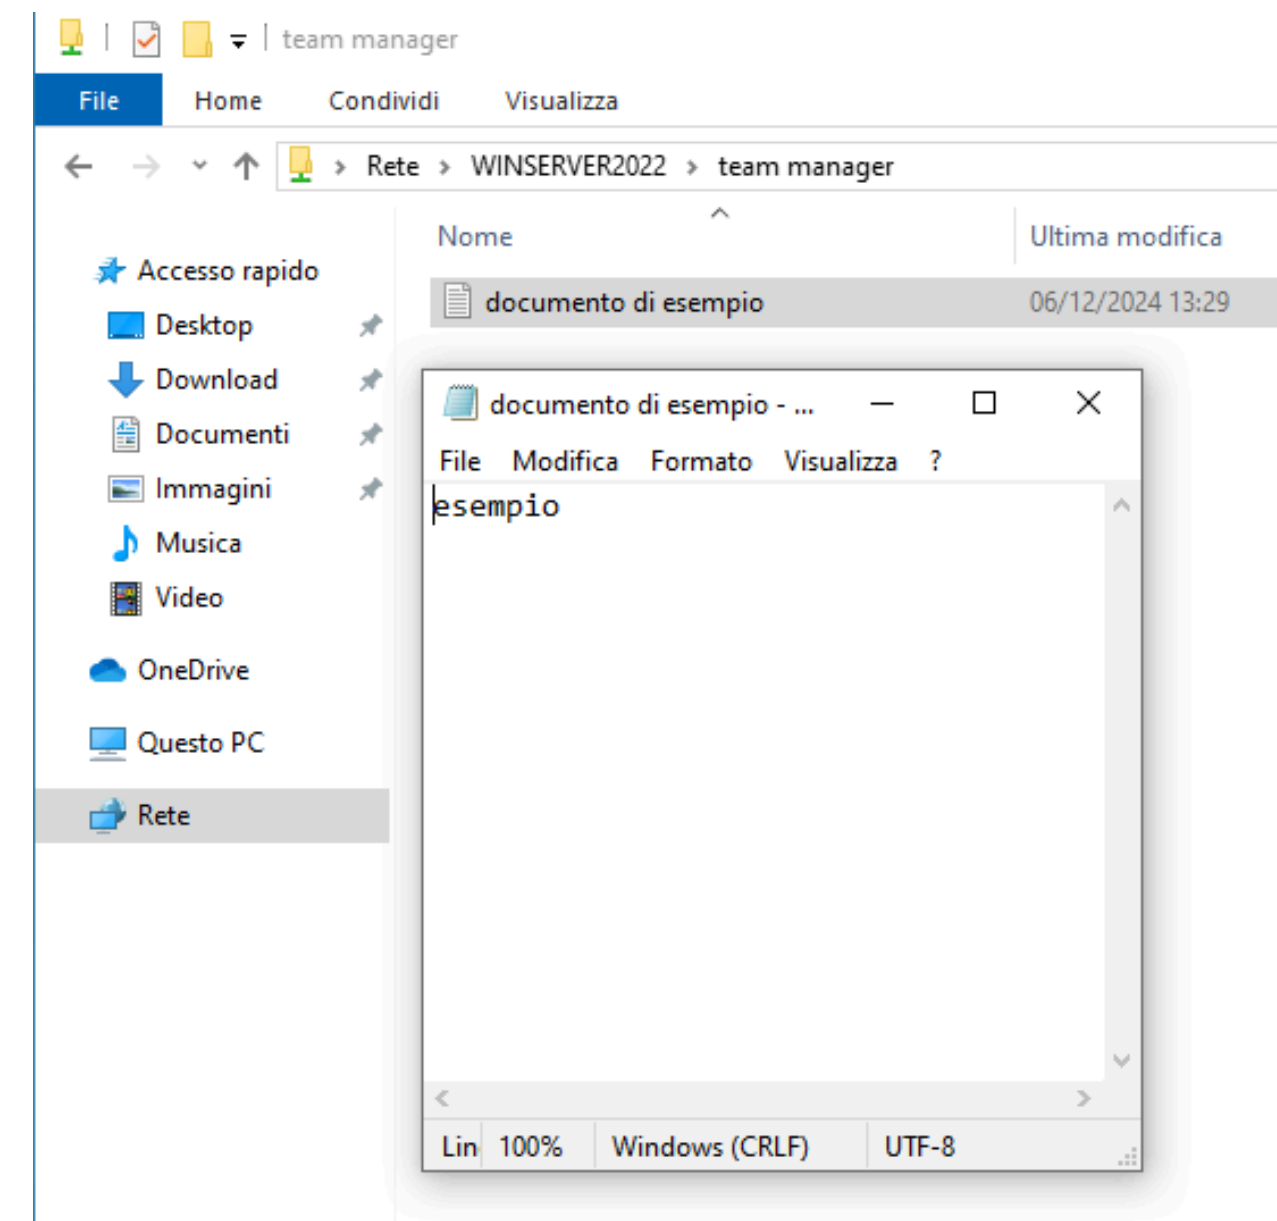 team manager
File Home Condividi Visualizza
Rete > WINSERVER2022 > team manager
Nome Ultima modifica
Accesso rapido
Desktop
Download
Documenti
Immagini
Musica
Video
OneDrive
Questo PC
Rete
documento di esempio 06/12/2024 13:29
documento di esempio - ...
File Modifica Formato Visualizza ?
esempio
Lin 100% Windows (CRLF) UTF-8